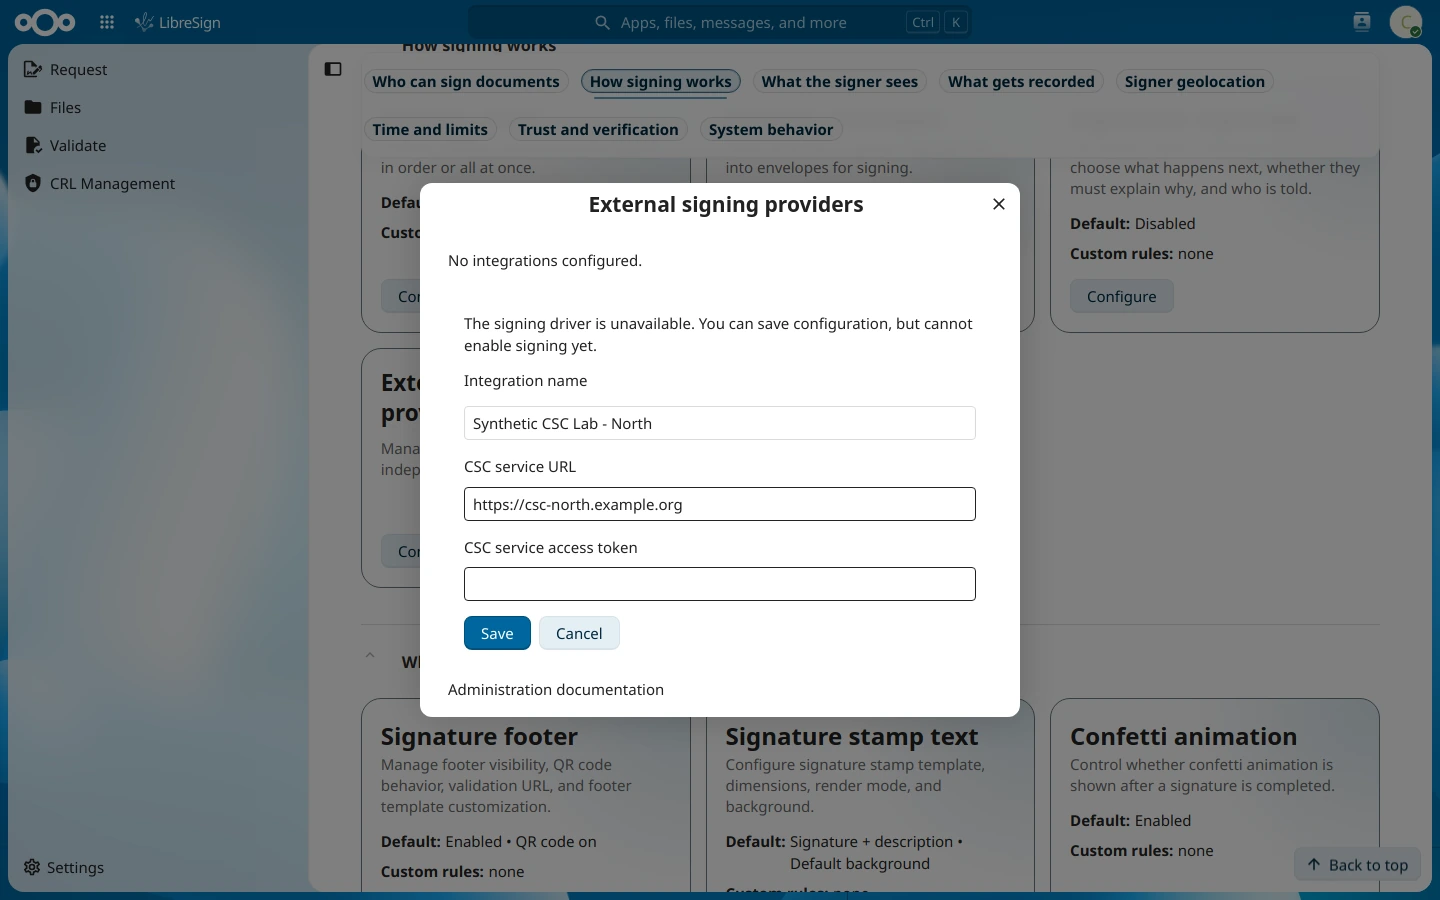 LibreSign
Apps, files, messages, and more
Ctrl
K
C
Request
Files
Validate
CRL Management
Settings
How signing works
Who can sign documents
How signing works
What the signer sees
What gets recorded
Signer geolocation
Time and limits
Trust and verification
System behavior
in order or all at once.
into envelopes for signing.
choose what happens next, whether they
must explain why, and who is told.
Default: Disabled
Custom rules: none
Configure
External signing providers
No integrations configured.
The signing driver is unavailable. You can save configuration, but cannot
enable signing yet.
Integration name
Synthetic CSC Lab - North
CSC service URL
https://csc-north.example.org
CSC service access token
Save
Cancel
Administration documentation
Signature footer
Manage footer visibility, QR code
behavior, validation URL, and footer
template customization.
Default: Enabled • QR code on
Custom rules: none
Signature stamp text
Configure signature stamp template,
dimensions, render mode, and
background.
Default: Signature + description •
Default background
Custom rules: none
Confetti animation
Control whether confetti animation is
shown after a signature is completed.
Default: Enabled
Custom rules: none
Back to top